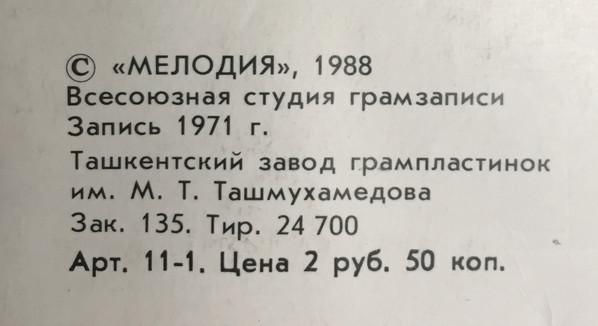 © «МЕЛОДИЯ», 1988
Всесоюзная студия грамзаписи
Запись 1971 г.
Ташкентский завод грампластинок
им. М. Т. Ташмухамедова
Зак. 135. Тир. 24 700
Арт. 11-1. Цена 2 руб. 50 коп.